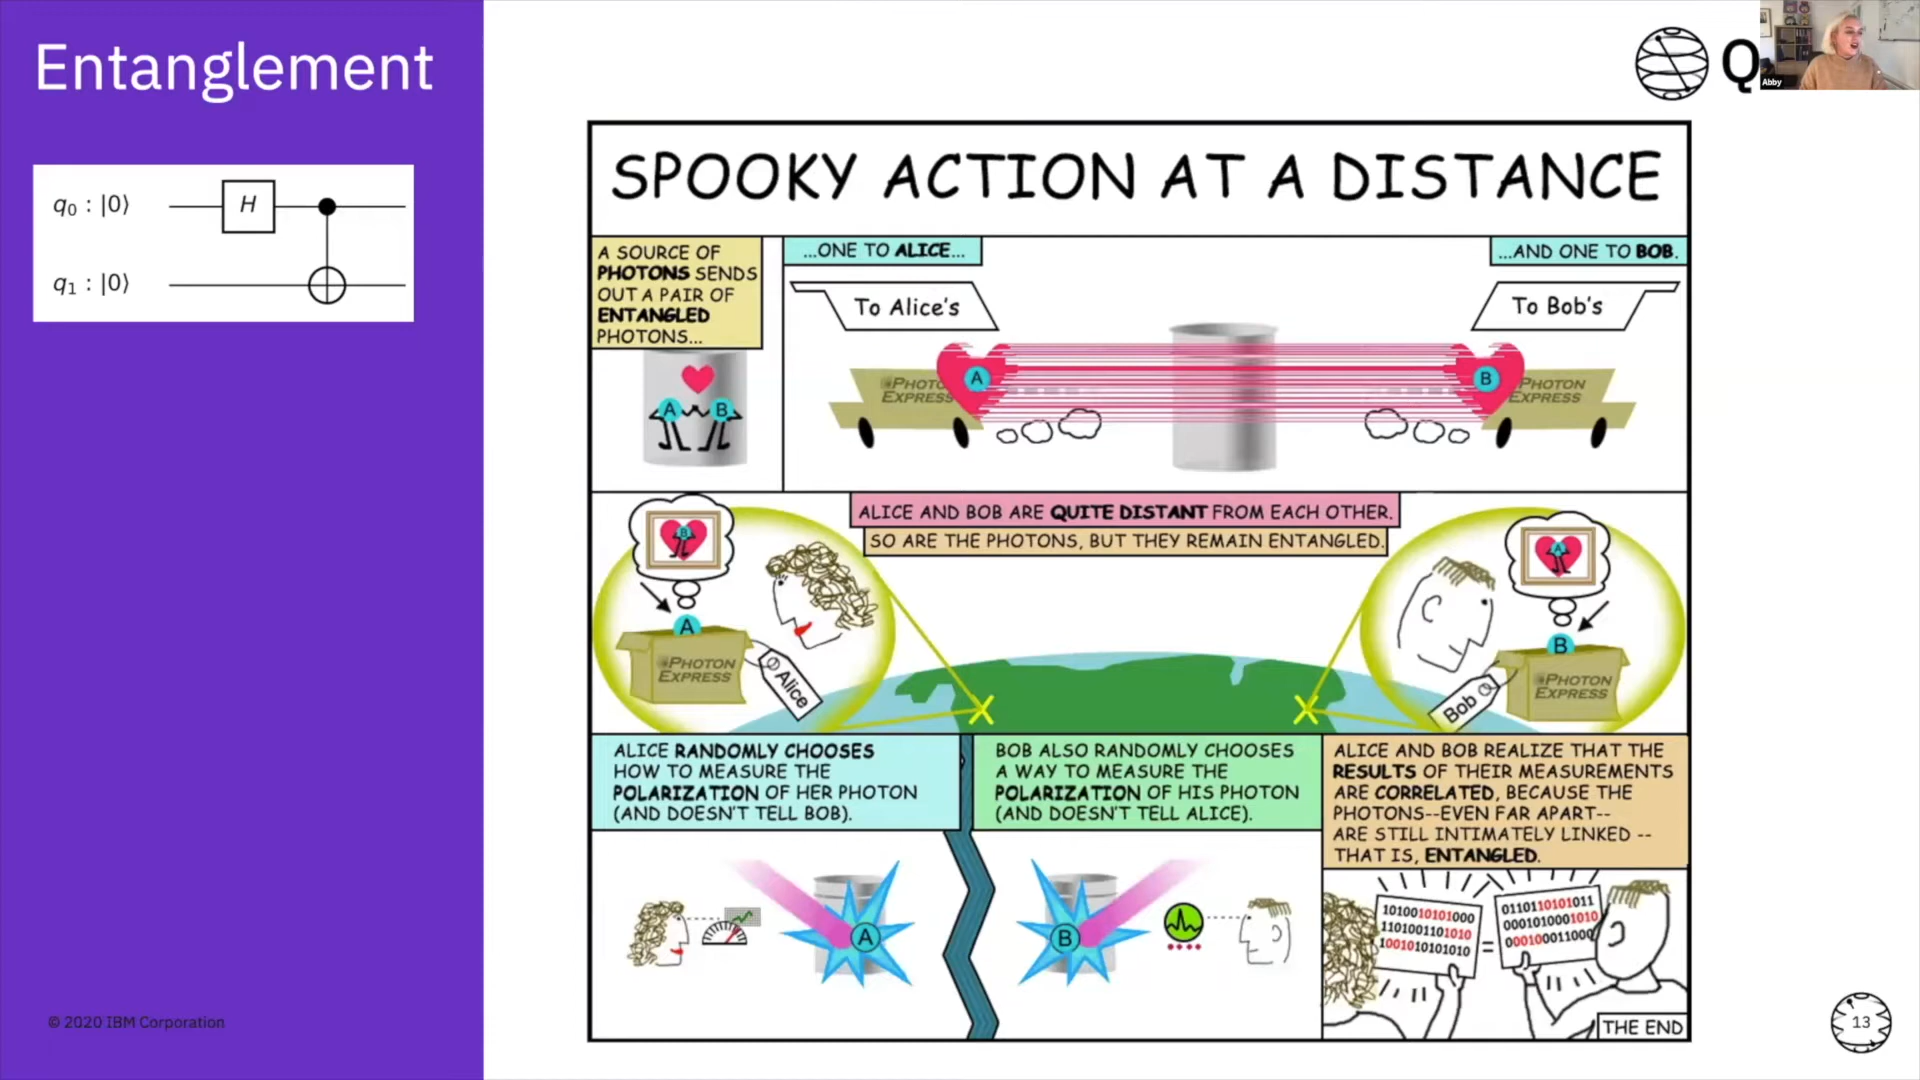 Entanglement
q0 : |0⟩
H
q1 : |0⟩
© 2020 IBM Corporation
Q
Abby
SPOOKY ACTION AT A DISTANCE
A SOURCE OF
PHOTONS SENDS
OUT A PAIR OF
ENTANGLED
PHOTONS...
A B
...ONE TO ALICE...
...AND ONE TO BOB.
To Alice's
To Bob's
PHOTO
EXPRESS
A
B
PHOTON
EXPRESS
ALICE AND BOB ARE QUITE DISTANT FROM EACH OTHER.
SO ARE THE PHOTONS, BUT THEY REMAIN ENTANGLED.
B
A
PHOTON
EXPRESS
Alice
A
B
PHOTON
EXPRESS
Bob
ALICE RANDOMLY CHOOSES
HOW TO MEASURE THE
POLARIZATION OF HER PHOTON
(AND DOESN'T TELL BOB).
A
BOB ALSO RANDOMLY CHOOSES
A WAY TO MEASURE THE
POLARIZATION OF HIS PHOTON
(AND DOESN'T TELL ALICE).
B
ALICE AND BOB REALIZE THAT THE
RESULTS OF THEIR MEASUREMENTS
ARE CORRELATED, BECAUSE THE
PHOTONS--EVEN FAR APART--
ARE STILL INTIMATELY LINKED --
THAT IS, ENTANGLED.
1010010101000
1101001101010
100101010101010
=
0110110101011
0001010001010
000100011000
THE END
13